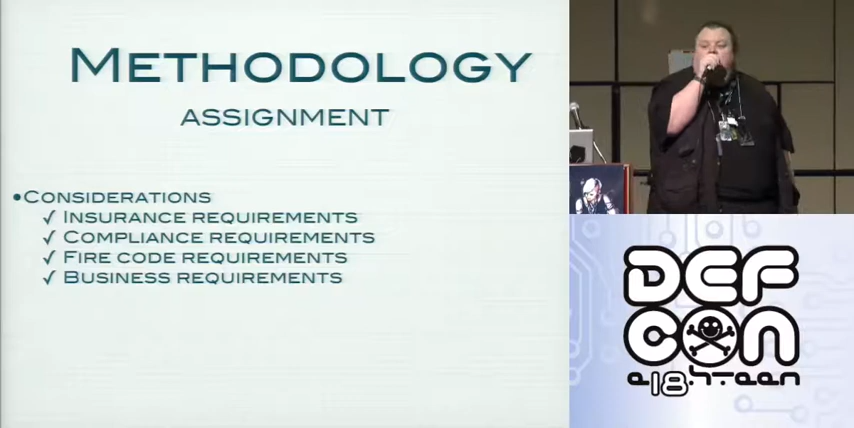 METHODOLOGY
ASSIGNMENT
•CONSIDERATIONS
✓ INSURANCE REQUIREMENTS
✓ COMPLIANCE REQUIREMENTS
✓ FIRE CODE REQUIREMENTS
✓ BUSINESS REQUIREMENTS
DEF
CON
e18hteen